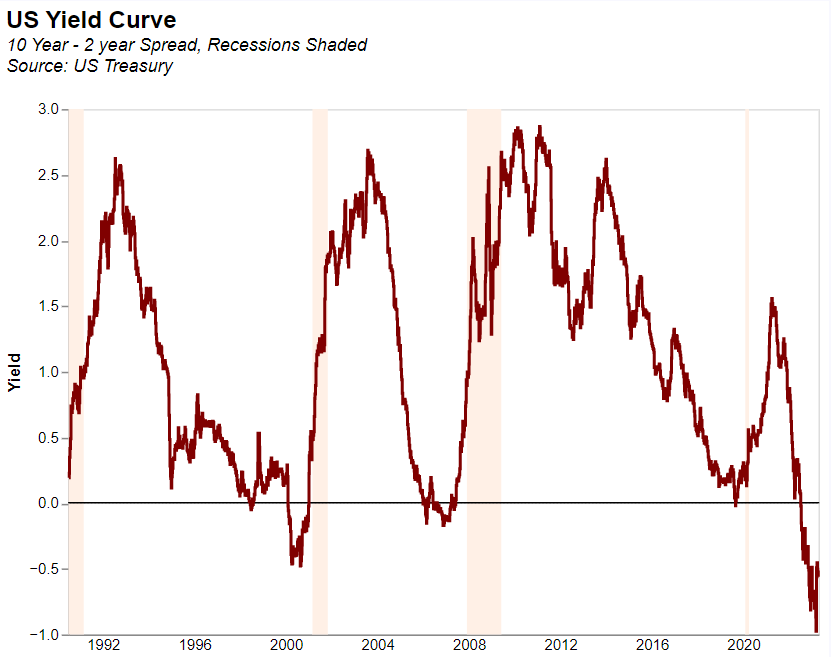 US Yield Curve
10 Year - 2 year Spread, Recessions Shaded
Source: US Treasury
3.0
2.5
2.0
1.5
1.0
0.5
0.0
−0.5
−1.0
Yield
1992 1996 2000 2004 2008 2012 2016 2020